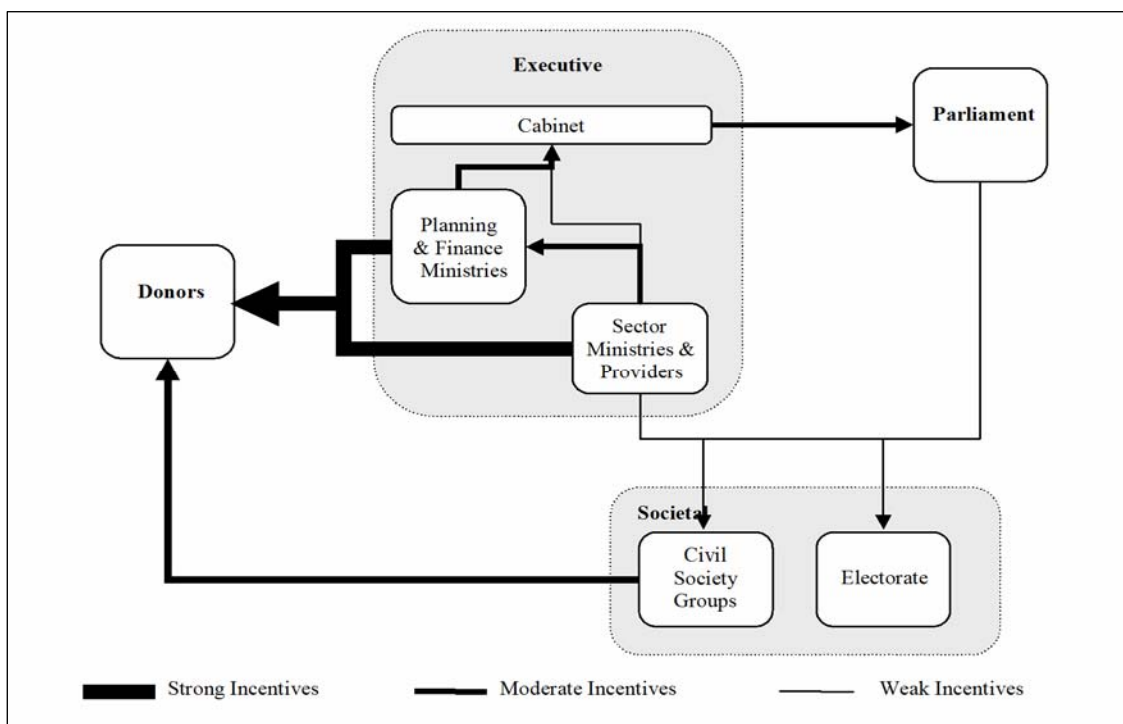 Executive
Cabinet
Parliament
Planning
& Finance
Ministries
Donors
Sector
Ministries &
Providers
Societal
Civil
Society
Groups
Electorate
Strong Incentives
Moderate Incentives
Weak Incentives